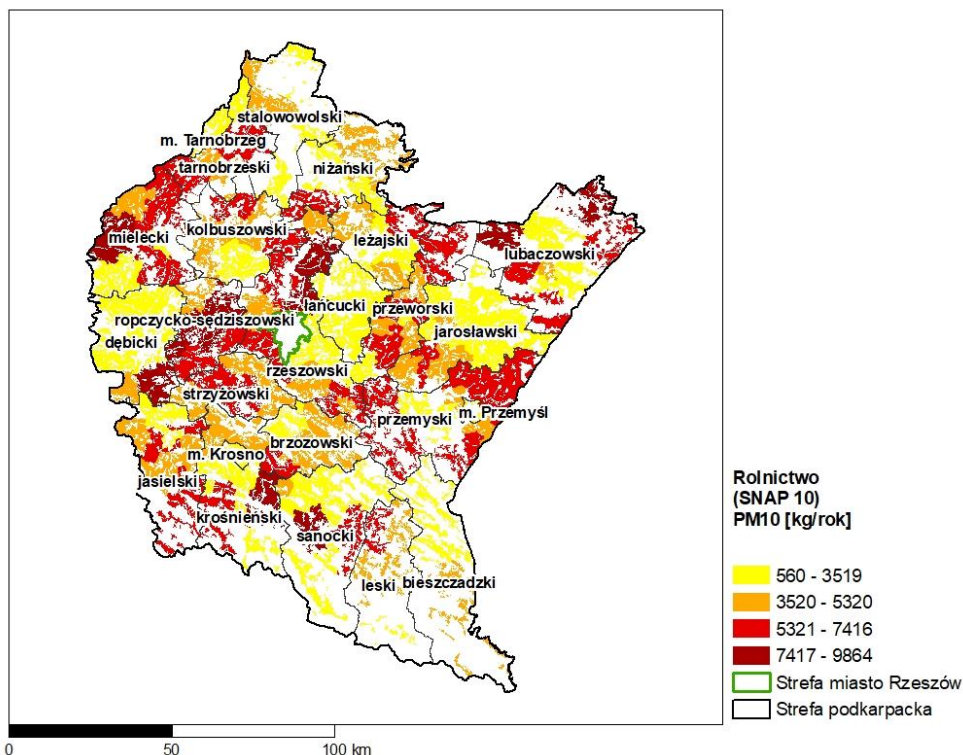 stalowowolski
m. Tarnobrzeg
tarnobrzeski
niżański
kolbuszowski
mielecki
leżajski
lubaczowski
łańcucki
przeworski
ropczycko-sędziszowski
jarosławski
dębicki
rzeszowski
strzyżowski
m. Przemyśl
przemyski
brzozowski
m. Krosno
jasielski
krośnieński
sanocki
leski
bieszczadzki
Rolnictwo
(SNAP 10)
PM10 [kg/rok]
560 - 3519
3520 - 5320
5321 - 7416
7417 - 9864
Strefa miasto Rzeszów
Strefa podkarpacka
0
50
100 km